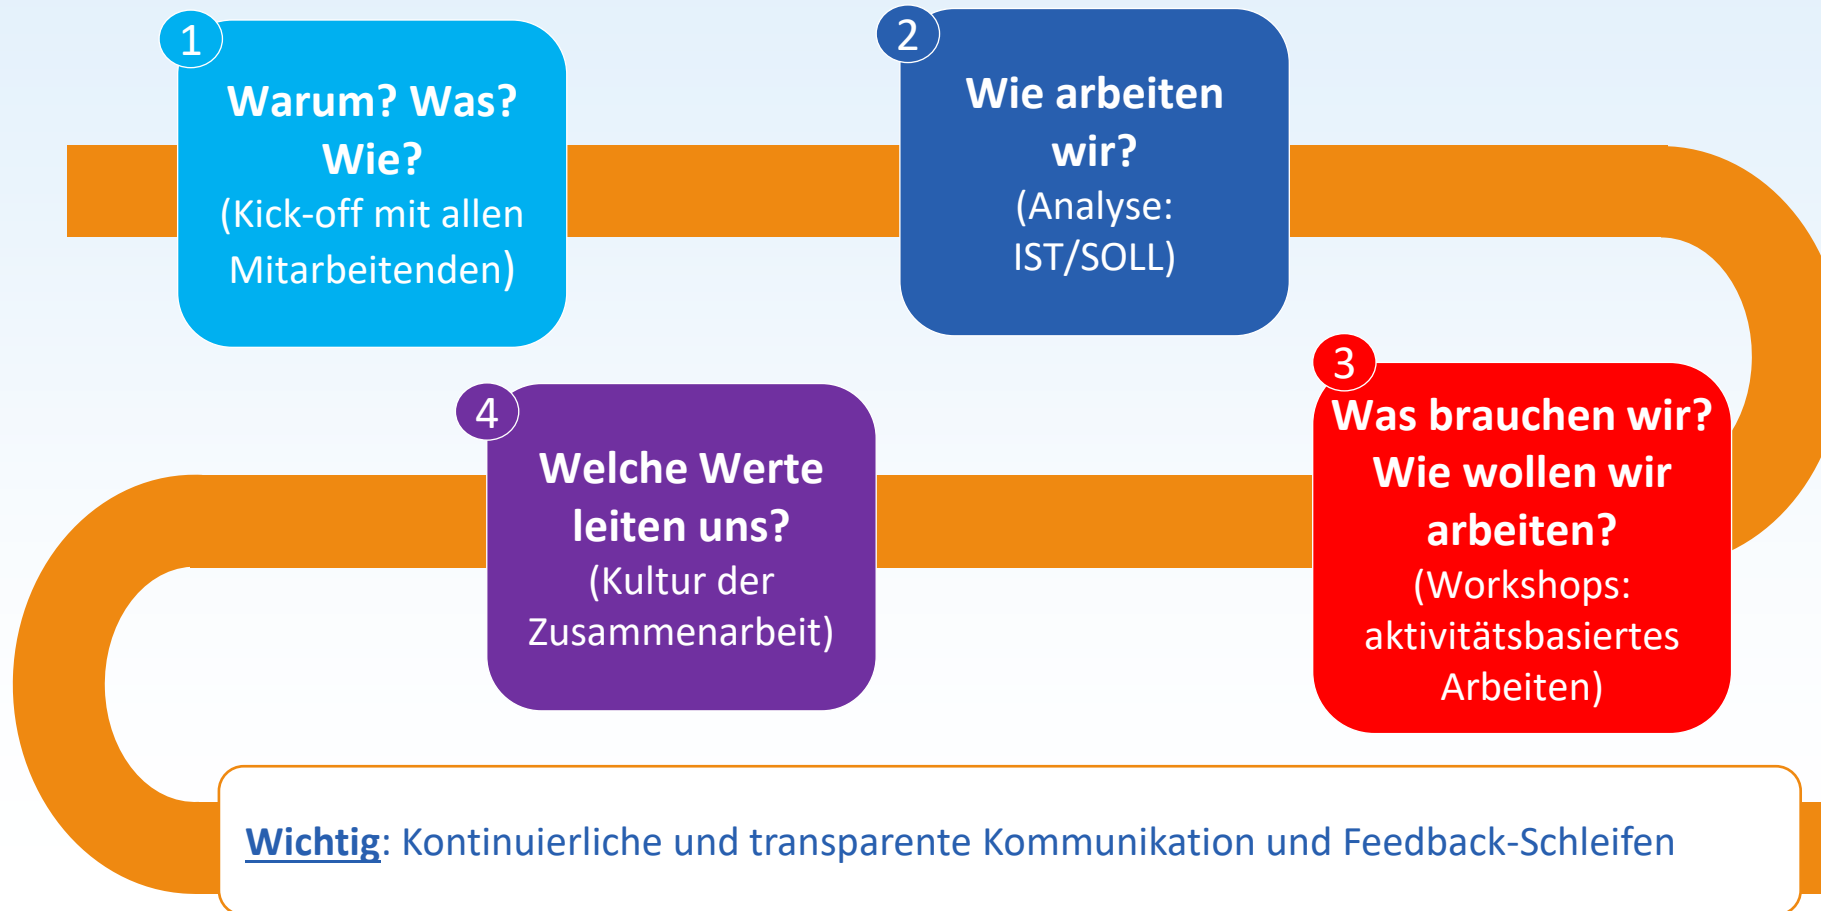 1
Warum? Was?
Wie?
(Kick-off mit allen
Mitarbeitenden)
2
Wie arbeiten
wir?
(Analyse:
IST/SOLL)
3
Was brauchen wir?
Wie wollen wir
arbeiten?
(Workshops:
aktivitätsbasiertes
Arbeiten)
4
Welche Werte
leiten uns?
(Kultur der
Zusammenarbeit)
Wichtig: Kontinuierliche und transparente Kommunikation und Feedback-Schleifen